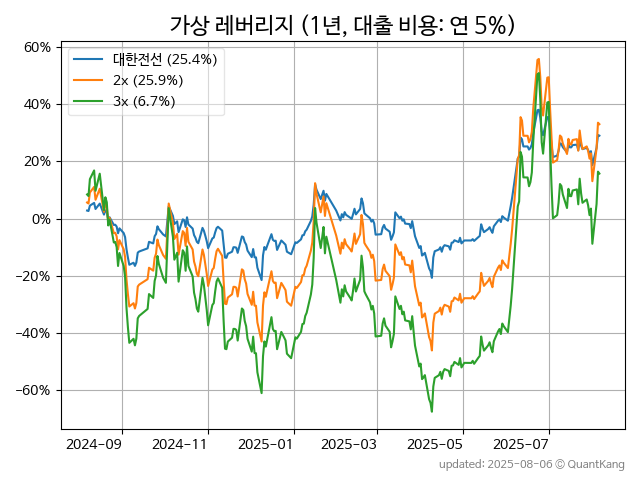 가상 레버리지 (1년, 대출 비용: 연 5%)
60%
40%
20%
0%
−20%
−40%
−60%
대한전선 (25.4%)
2x (25.9%)
3x (6.7%)
2024-09
2024-11
2025-01
2025-03
2025-05
2025-07
updated: 2025-08-06 © QuantKang